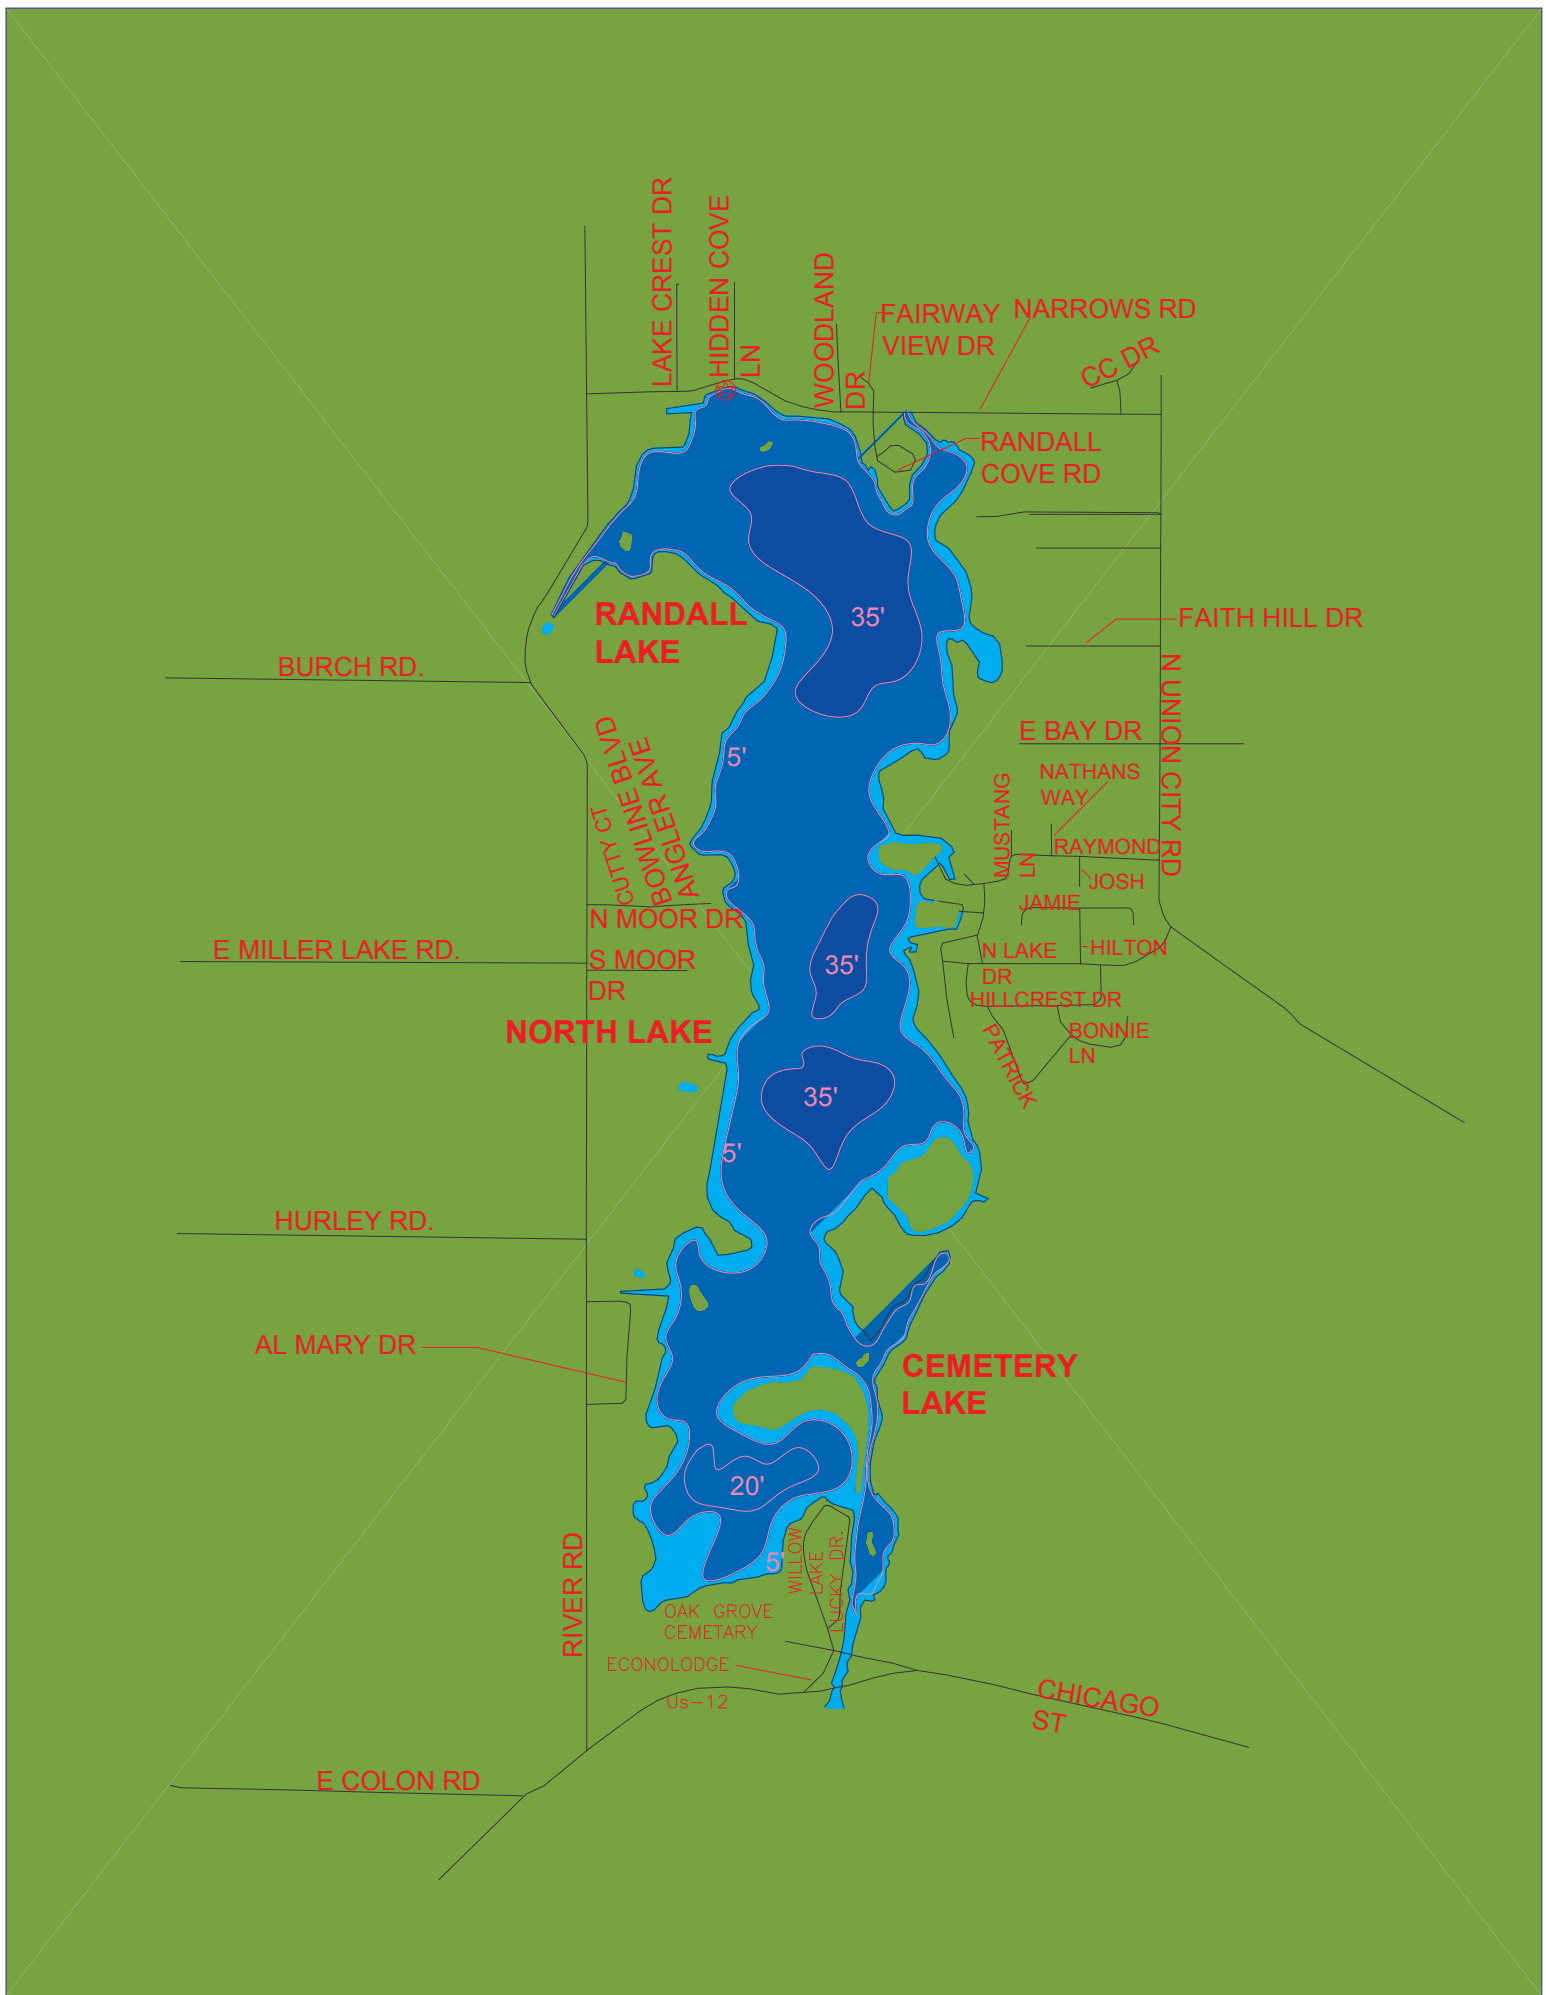 LAKE CREST DR
HIDDEN COVE
LN
WOODLAND
DR
FAIRWAY
VIEW DR
NARROWS RD
CC DR
RANDALL
COVE RD
35'
RANDALL
LAKE
FAITH HILL DR
BURCH RD.
N UNION CITY RD
5'
E BAY DR
CUTTY CT
BOWLINE BLVD
ANGLER AVE
NATHANS
WAY
MUSTANG
LN
RAYMOND
JOSH
JAMIE
N MOOR DR
E MILLER LAKE RD.
S MOOR
DR
35'
N LAKE
DR
HILTON
HILLCREST DR
NORTH LAKE
PATRICK
BONNIE
LN
35'
5'
HURLEY RD.
AL MARY DR
CEMETERY
LAKE
20'
5'
WILLOW
LAKE
LUCKY DR.
RIVER RD
OAK GROVE
CEMETARY
ECONOLODGE
Us-12
CHICAGO
ST
E COLON RD